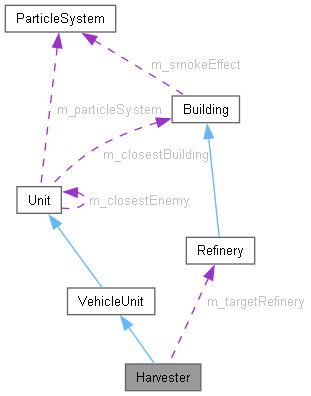 ParticleSystem
m_smokeEffect
m_particleSystem
Building
m_closestBuilding
Unit
m_closestEnemy
Refinery
VehicleUnit
m_targetRefinery
Harvester